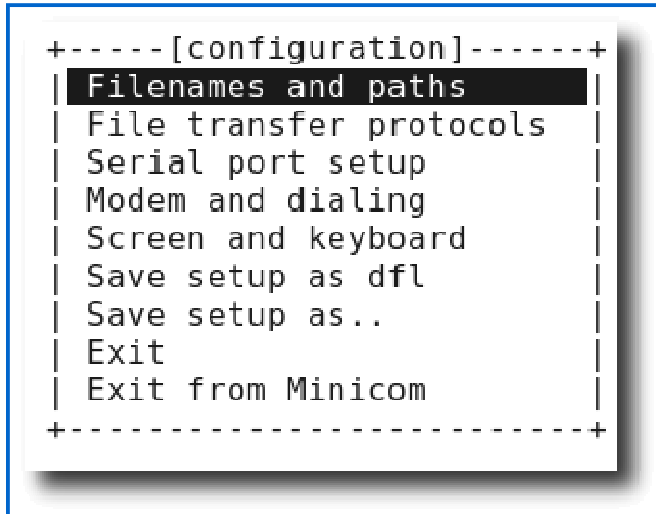 +-----[configuration]------+
| Filenames and paths      |
| File transfer protocols  |
| Serial port setup        |
| Modem and dialing        |
| Screen and keyboard      |
| Save setup as dfl        |
| Save setup as..          |
| Exit                     |
| Exit from Minicom        |
+--------------------------+